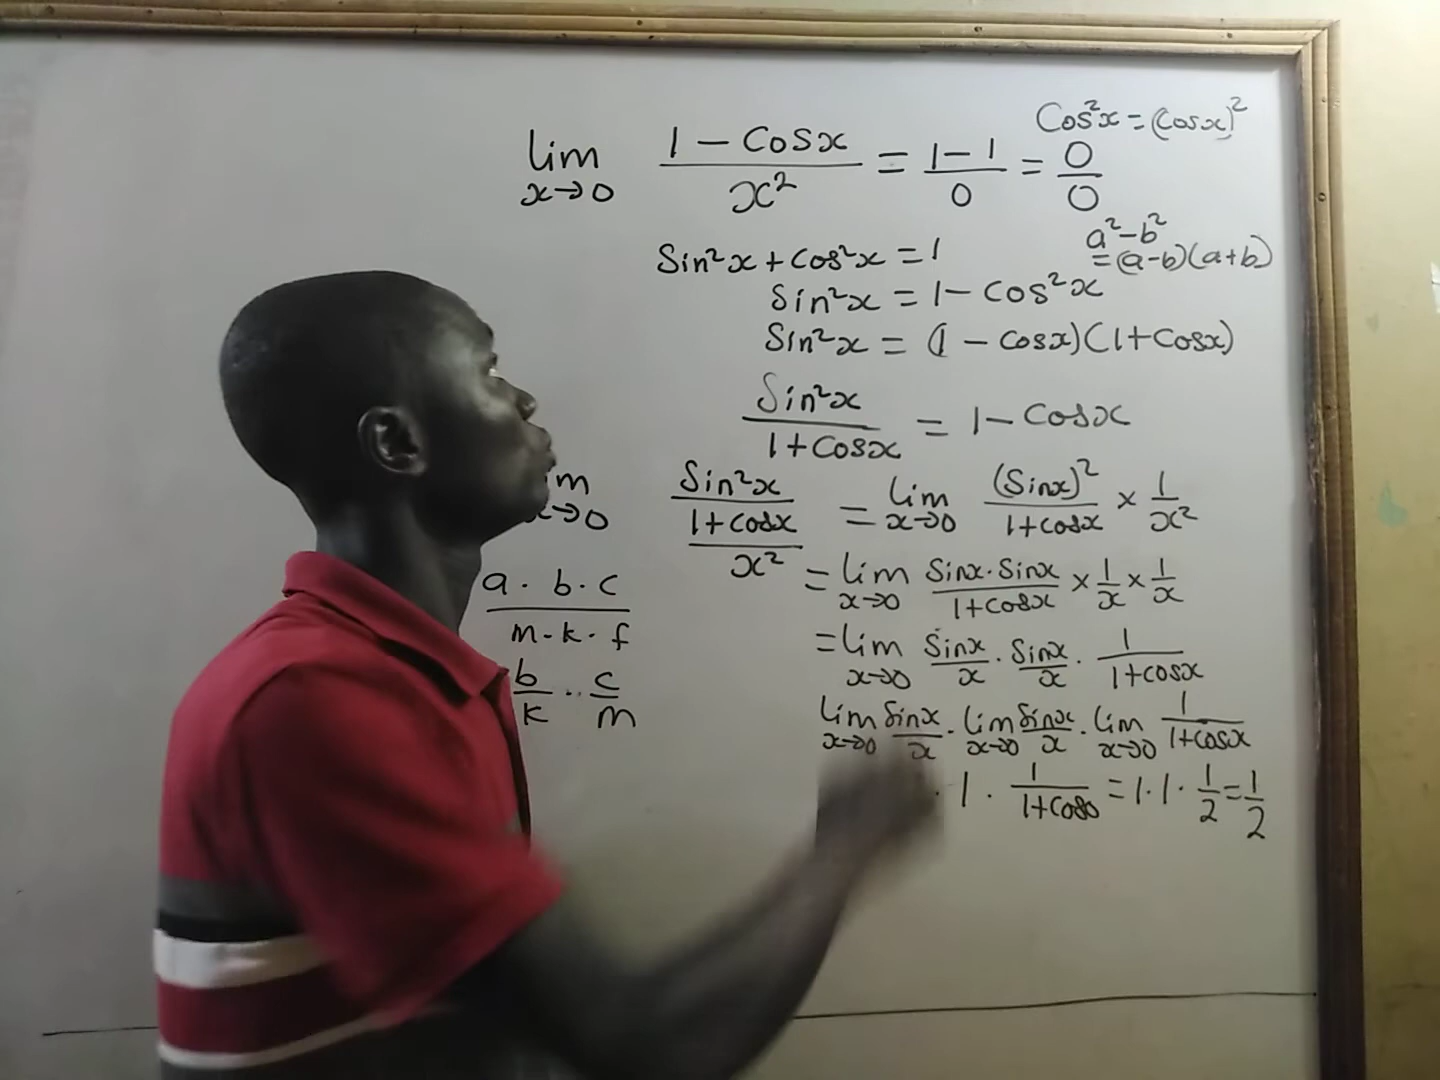 Cos²x = (cosx)²
lim x→0 (1 - Cosx)/x² = (1-1)/0 = 0/0
a² - b²
= (a-b)(a+b)
Sin²x + Cos²x = 1
Sin²x = 1 - Cos²x
Sin²x = (1 - Cosx)(1+Cosx)
Sin²x/(1+Cosx) = 1 - Cosx
x→0 (Sin²x/(1+Cosx))/x² = lim x→0 (Sinx)²/(1+cosx) × 1/x²
= lim x→0 Sinx·Sinx/(1+cosx) × 1/x × 1/x
= lim x→0 Sinx/x · Sinx/x · 1/(1+cosx)
lim x→0 Sinx/x · lim x→0 Sinx/x · lim x→0 1/(1+cosx)
· 1 · 1/(1+cos0) = 1·1·1/2 = 1/2
a · b · c
m · k · f
b/k · c/m